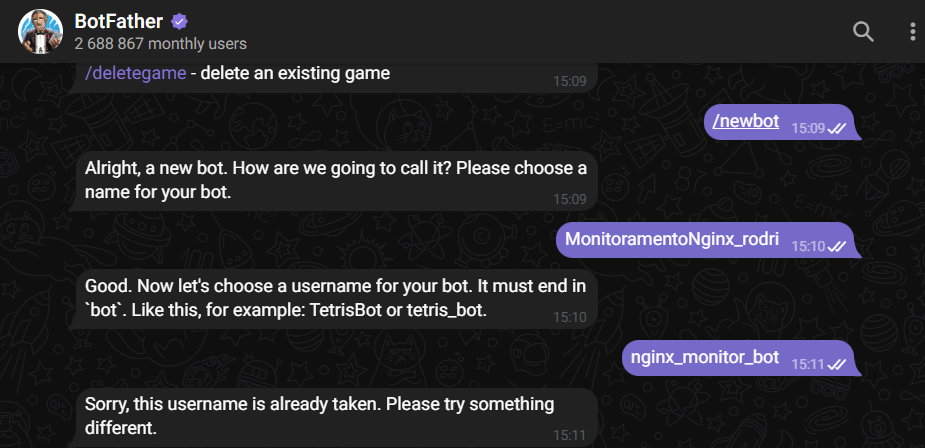 BotFather
2 688 867 monthly users
/deletegame - delete an existing game
15:09
/newbot
15:09
Alright, a new bot. How are we going to call it? Please choose a
name for your bot.
15:09
MonitoramentoNginx_rodri
15:10
Good. Now let's choose a username for your bot. It must end in
`bot`. Like this, for example: TetrisBot or tetris_bot.
15:10
nginx_monitor_bot
15:11
Sorry, this username is already taken. Please try something
different.
15:11